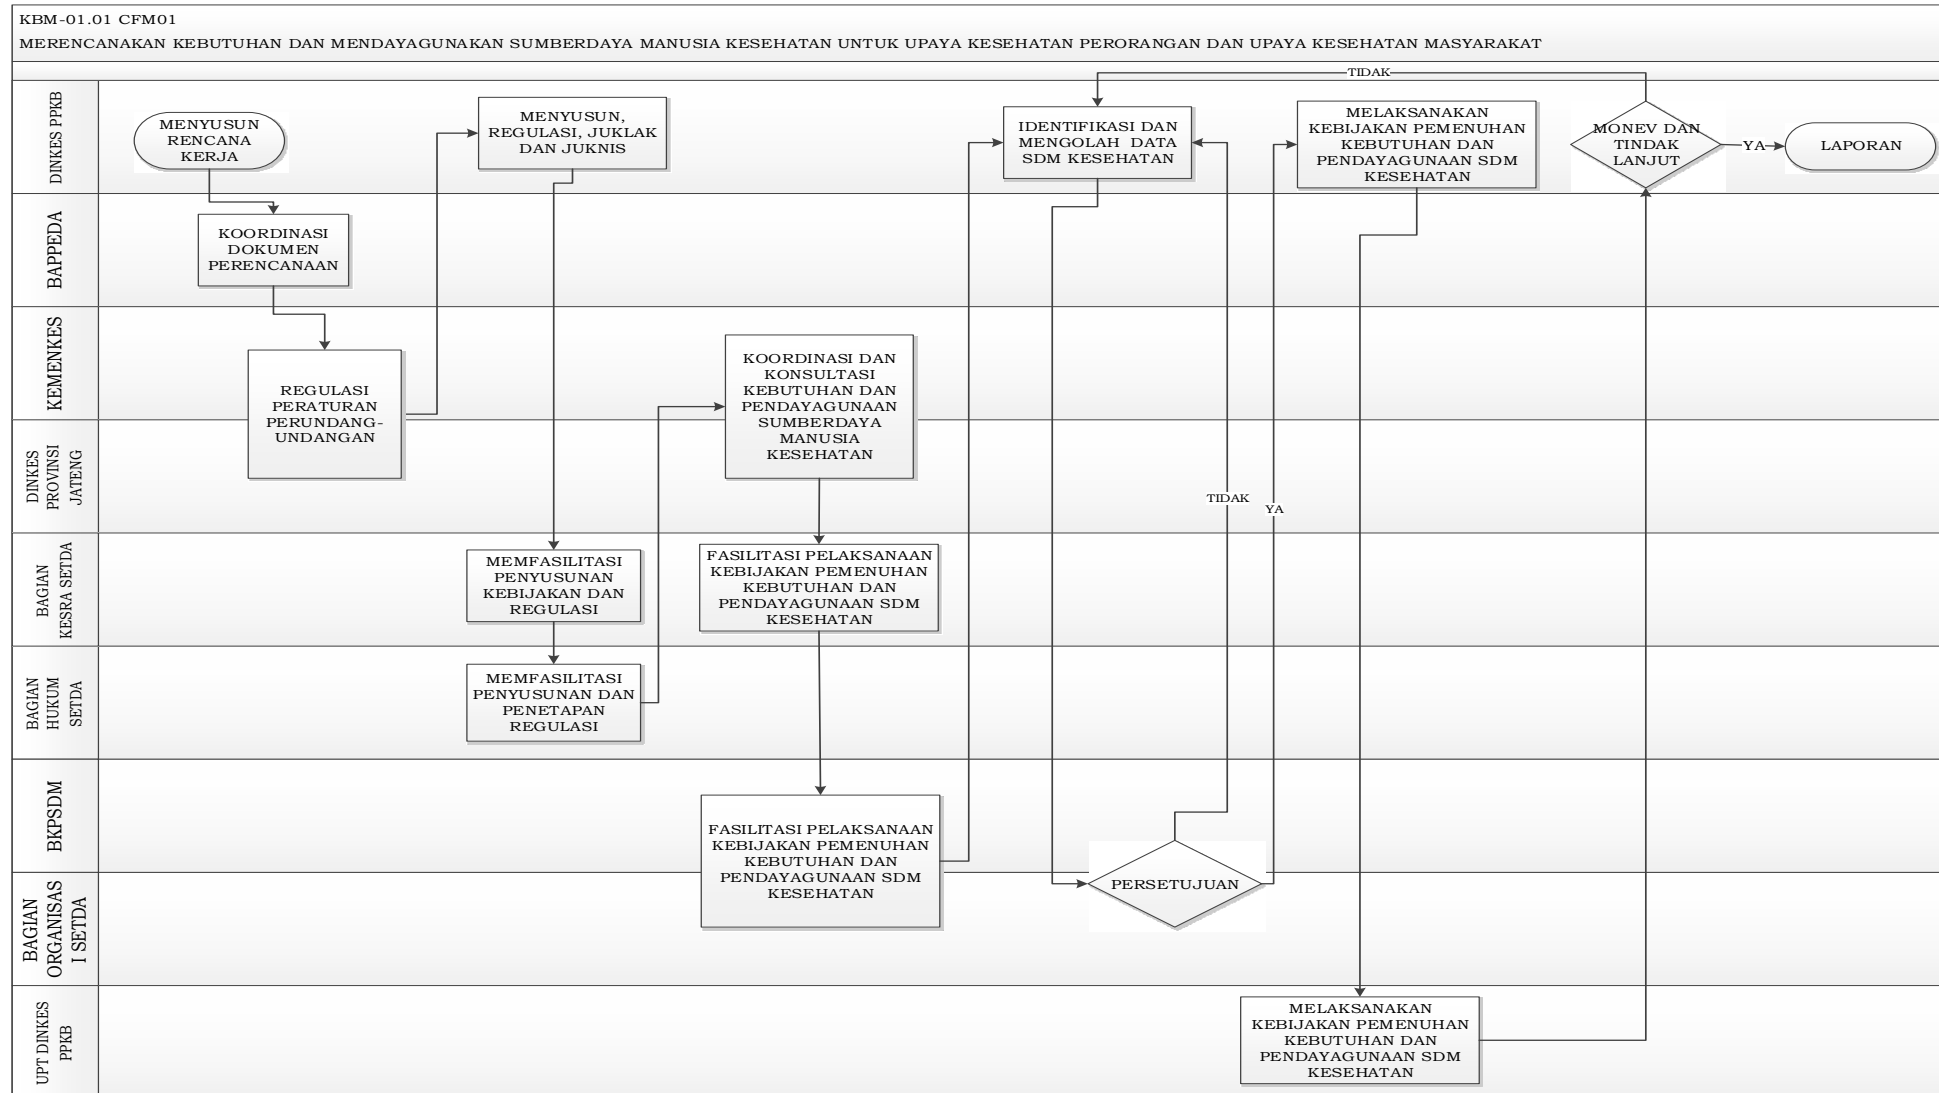 KBM-01.01 CFM01
MERENCANAKAN KEBUTUHAN DAN MENDAYAGUNAKAN SUMBERDAYA MANUSIA KESEHATAN UNTUK UPAYA KESEHATAN PERORANGAN DAN UPAYA KESEHATAN MASYARAKAT
TIDAK
DINKES PPKB
MENYUSUN
RENCANA
KERJA
MENYUSUN,
REGULASI, JUKLAK
DAN JUKNIS
IDENTIFIKASI DAN
MENGOLAH DATA
SDM KESEHATAN
MELAKSANAKAN
KEBIJAKAN PEMENUHAN
KEBUTUHAN DAN
PENDAYAGUNAAN SDM
KESEHATAN
MONEV DAN
TINDAK
LANJUT
YA
LAPORAN
BAPPEDA
KOORDINASI
DOKUMEN
PERENCANAAN
KEMENKES
REGULASI
PERATURAN
PERUNDANG-
UNDANGAN
KOORDINASI DAN
KONSULTASI
KEBUTUHAN DAN
PENDAYAGUNAAN
SUMBERDAYA
MANUSIA
KESEHATAN
DINKES
PROVINSI
JATENG
TIDAK
YA
BAGIAN
KESRA SETDA
MEMFASILITASI
PENYUSUNAN
KEBIJAKAN DAN
REGULASI
FASILITASI PELAKSANAAN
KEBIJAKAN PEMENUHAN
KEBUTUHAN DAN
PENDAYAGUNAAN SDM
KESEHATAN
BAGIAN
HUKUM
SETDA
MEMFASILITASI
PENYUSUNAN DAN
PENETAPAN
REGULASI
BKPSDM
FASILITASI PELAKSANAAN
KEBIJAKAN PEMENUHAN
KEBUTUHAN DAN
PENDAYAGUNAAN SDM
KESEHATAN
PERSETUJUAN
BAGIAN
ORGANISAS
I SETDA
UPT DINKES
PPKB
MELAKSANAKAN
KEBIJAKAN PEMENUHAN
KEBUTUHAN DAN
PENDAYAGUNAAN SDM
KESEHATAN